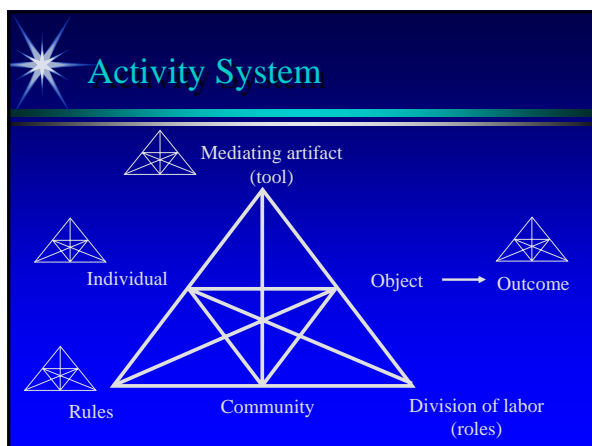 Activity System
Mediating artifact
(tool)
Individual
Object
Outcome
Rules
Community
Division of labor
(roles)